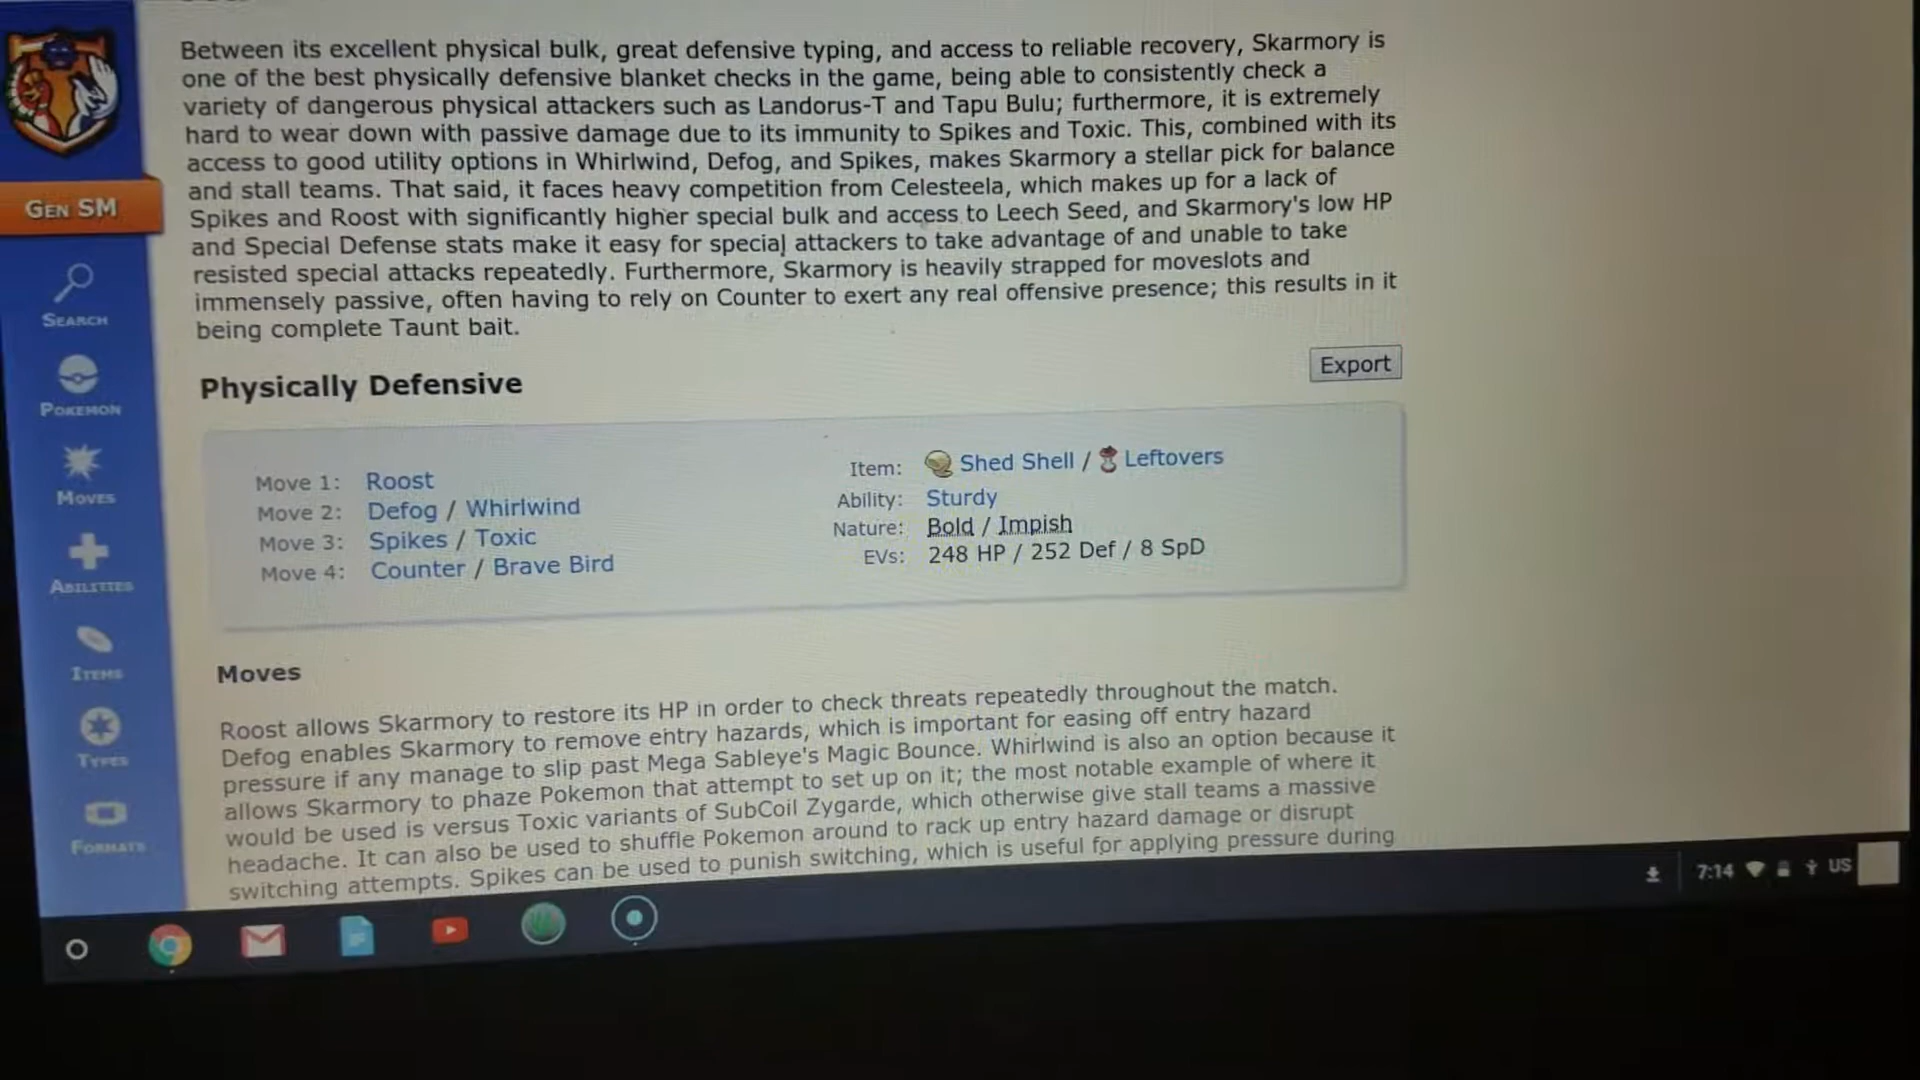 Between its excellent physical bulk, great defensive typing, and access to reliable recovery, Skarmory is
one of the best physically defensive blanket checks in the game, being able to consistently check a
variety of dangerous physical attackers such as Landorus-T and Tapu Bulu; furthermore, it is extremely
hard to wear down with passive damage due to its immunity to Spikes and Toxic. This, combined with its
access to good utility options in Whirlwind, Defog, and Spikes, makes Skarmory a stellar pick for balance
and stall teams. That said, it faces heavy competition from Celesteela, which makes up for a lack of
Spikes and Roost with significantly higher special bulk and access to Leech Seed, and Skarmory's low HP
and Special Defense stats make it easy for special attackers to take advantage of and unable to take
resisted special attacks repeatedly. Furthermore, Skarmory is heavily strapped for moveslots and
immensely passive, often having to rely on Counter to exert any real offensive presence; this results in it
being complete Taunt bait.
GEN SM
SEARCH
POKEMON
MOVES
ABILITIES
ITEMS
TYPES
FORMATS
Export
Physically Defensive
Move 1: Roost
Move 2: Defog / Whirlwind
Move 3: Spikes / Toxic
Move 4: Counter / Brave Bird
Item: Shed Shell / Leftovers
Ability: Sturdy
Nature: Bold / Impish
EVs: 248 HP / 252 Def / 8 SpD
Moves
Roost allows Skarmory to restore its HP in order to check threats repeatedly throughout the match.
Defog enables Skarmory to remove entry hazards, which is important for easing off entry hazard
pressure if any manage to slip past Mega Sableye's Magic Bounce. Whirlwind is also an option because it
allows Skarmory to phaze Pokemon that attempt to set up on it; the most notable example of where it
would be used is versus Toxic variants of SubCoil Zygarde, which otherwise give stall teams a massive
headache. It can also be used to shuffle Pokemon around to rack up entry hazard damage or disrupt
switching attempts. Spikes can be used to punish switching, which is useful for applying pressure during
7:14
US